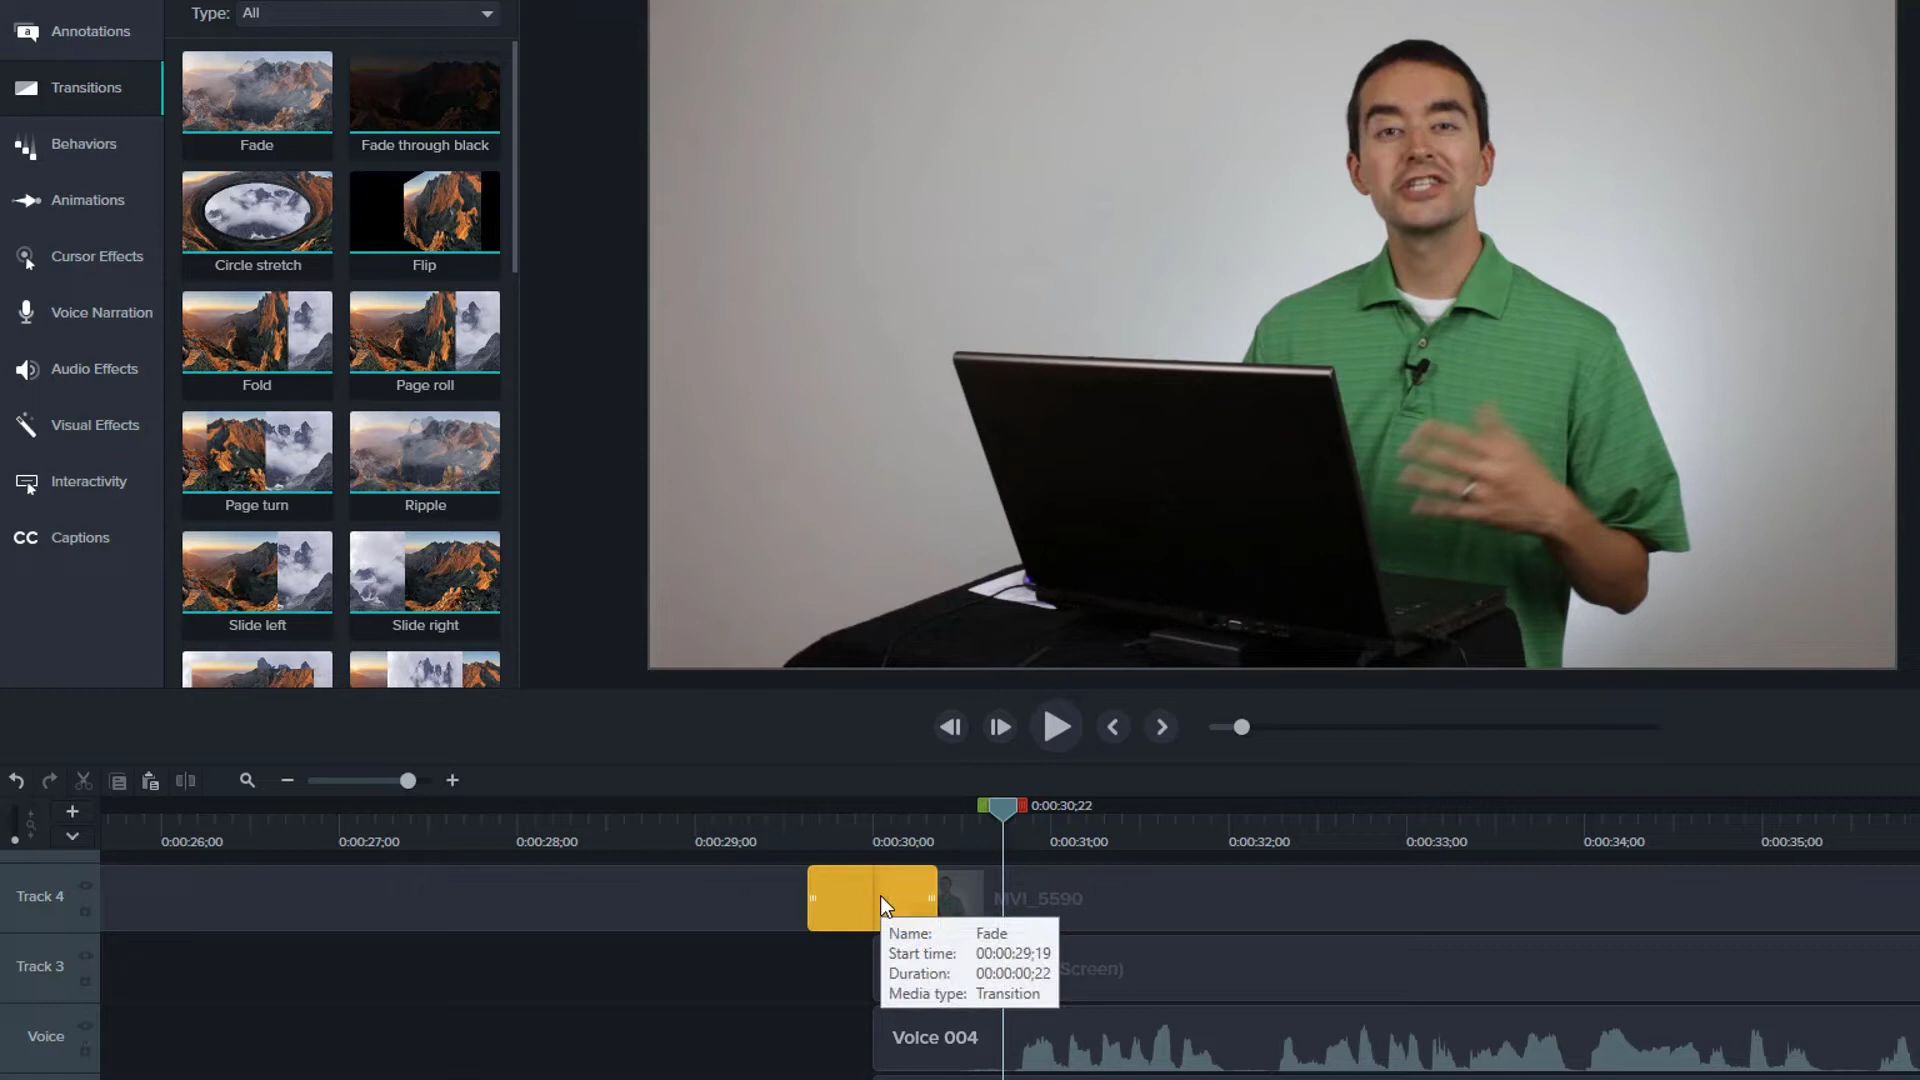 Type: All
Annotations
Transitions
Behaviors
Animations
Cursor Effects
Voice Narration
Audio Effects
Visual Effects
Interactivity
CC Captions
Fade
Fade through black
Circle stretch
Flip
Fold
Page roll
Page turn
Ripple
Slide left
Slide right
0:00:30;22
0:00:26;00 0:00:27;00 0:00:28;00 0:00:29;00 0:00:30;00 0:00:31;00 0:00:32;00 0:00:33;00 0:00:34;00 0:00:35;00
Track 4
MVI_5590
Name: Fade
Start time: 00:00:29;19
Duration: 00:00:00;22
Media type: Transition
Track 3
Screen)
Voice
Voice 004